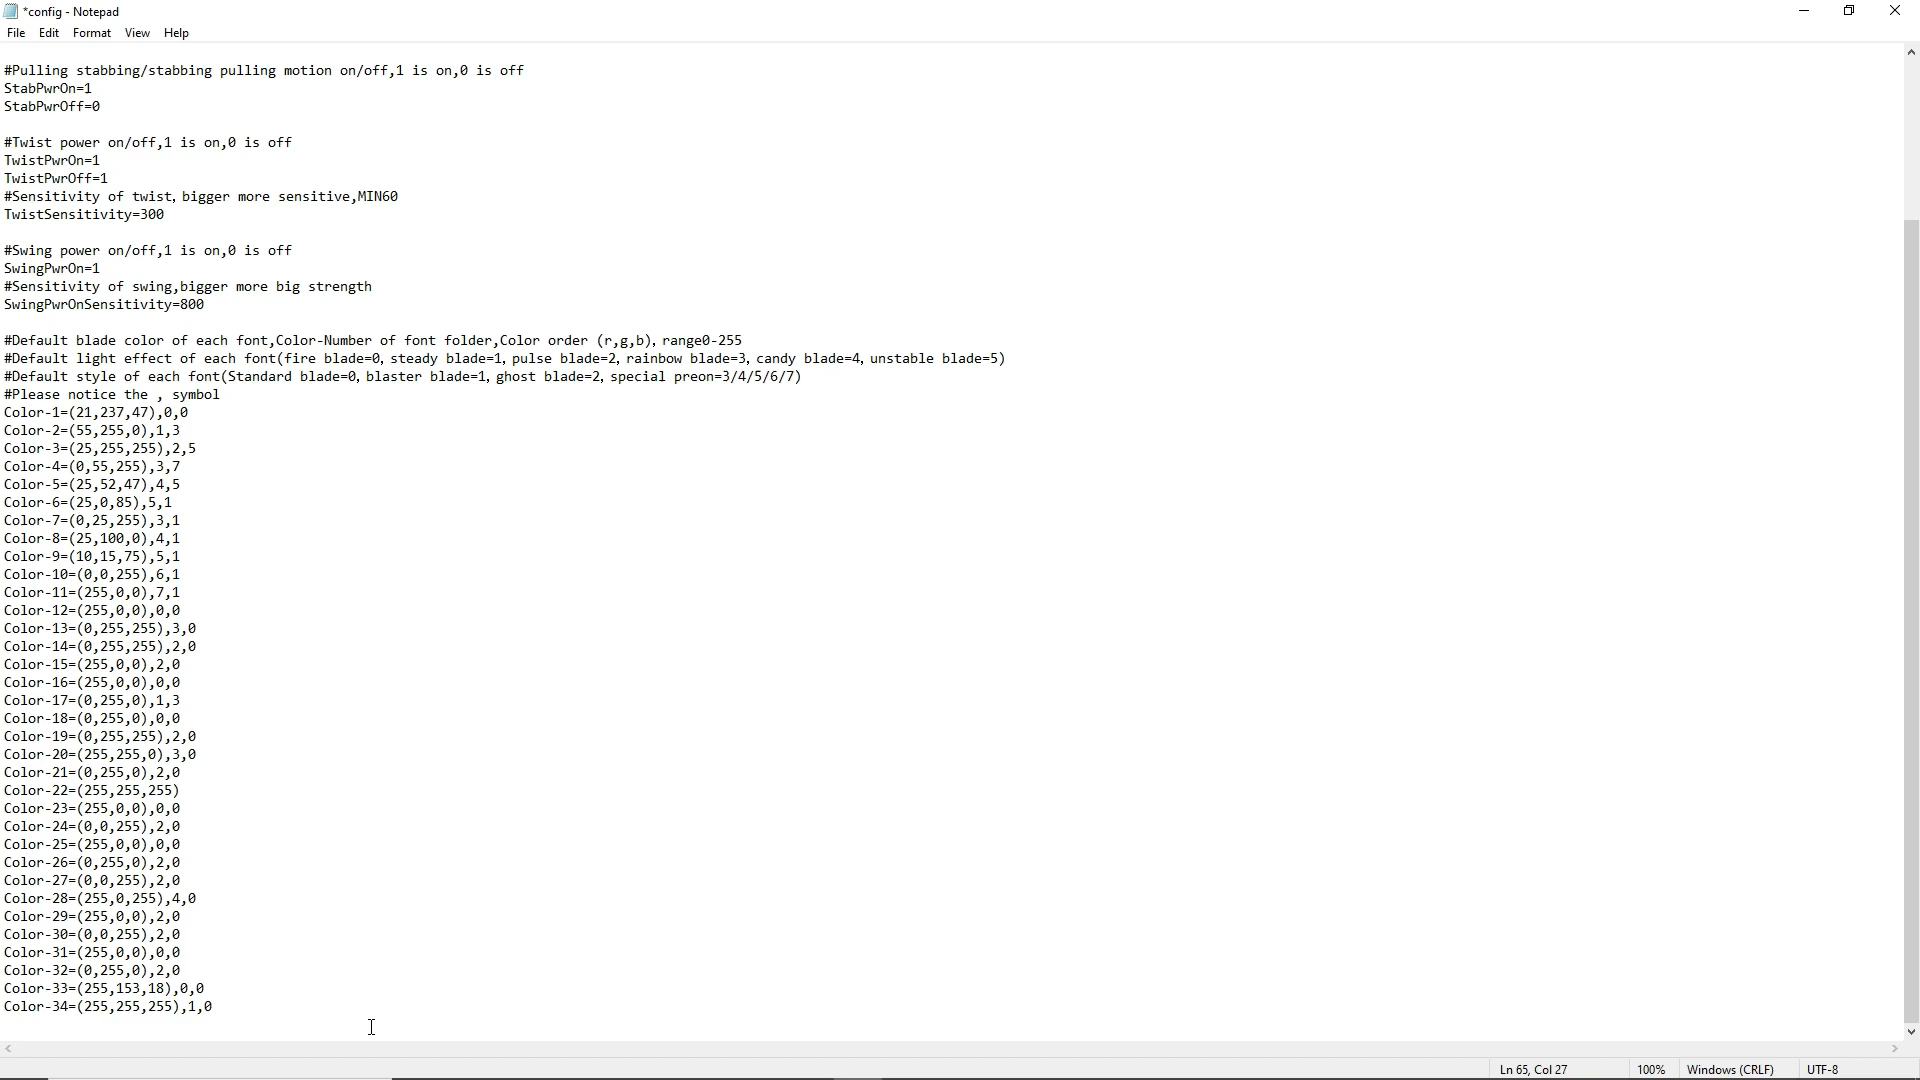 *config - Notepad
File Edit Format View Help
#Pulling stabbing/stabbing pulling motion on/off,1 is on,0 is off
StabPwrOn=1
StabPwrOff=0
#Twist power on/off,1 is on,0 is off
TwistPwrOn=1
TwistPwrOff=1
#Sensitivity of twist, bigger more sensitive,MIN60
TwistSensitivity=300
#Swing power on/off,1 is on,0 is off
SwingPwrOn=1
#Sensitivity of swing,bigger more big strength
SwingPwrOnSensitivity=800
#Default blade color of each font,Color-Number of font folder,Color order (r,g,b), range0-255
#Default light effect of each font(fire blade=0, steady blade=1, pulse blade=2, rainbow blade=3, candy blade=4, unstable blade=5)
#Default style of each font(Standard blade=0, blaster blade=1, ghost blade=2, special preon=3/4/5/6/7)
#Please notice the , symbol
Color-1=(21,237,47),0,0
Color-2=(55,255,0),1,3
Color-3=(25,255,255),2,5
Color-4=(0,55,255),3,7
Color-5=(25,52,47),4,5
Color-6=(25,0,85),5,1
Color-7=(0,25,255),3,1
Color-8=(25,100,0),4,1
Color-9=(10,15,75),5,1
Color-10=(0,0,255),6,1
Color-11=(255,0,0),7,1
Color-12=(255,0,0),0,0
Color-13=(0,255,255),3,0
Color-14=(0,255,255),2,0
Color-15=(255,0,0),2,0
Color-16=(255,0,0),0,0
Color-17=(0,255,0),1,3
Color-18=(0,255,0),0,0
Color-19=(0,255,255),2,0
Color-20=(255,255,0),3,0
Color-21=(0,255,0),2,0
Color-22=(255,255,255)
Color-23=(255,0,0),0,0
Color-24=(0,0,255),2,0
Color-25=(255,0,0),0,0
Color-26=(0,255,0),2,0
Color-27=(0,0,255),2,0
Color-28=(255,0,255),4,0
Color-29=(255,0,0),2,0
Color-30=(0,0,255),2,0
Color-31=(255,0,0),0,0
Color-32=(0,255,0),2,0
Color-33=(255,153,18),0,0
Color-34=(255,255,255),1,0
Ln 65, Col 27 100% Windows (CRLF) UTF-8